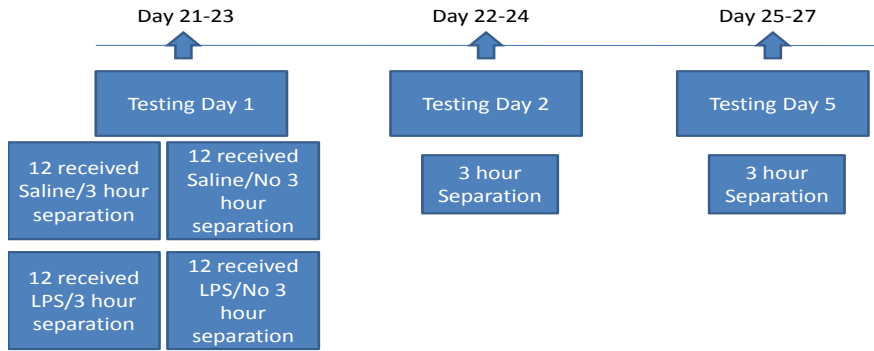 Day 21-23
Day 22-24
Day 25-27
Testing Day 1
Testing Day 2
Testing Day 5
12 received
Saline/3 hour
separation
12 received
Saline/No 3
hour
separation
3 hour
Separation
3 hour
Separation
12 received
LPS/3 hour
separation
12 received
LPS/No 3
hour
separation